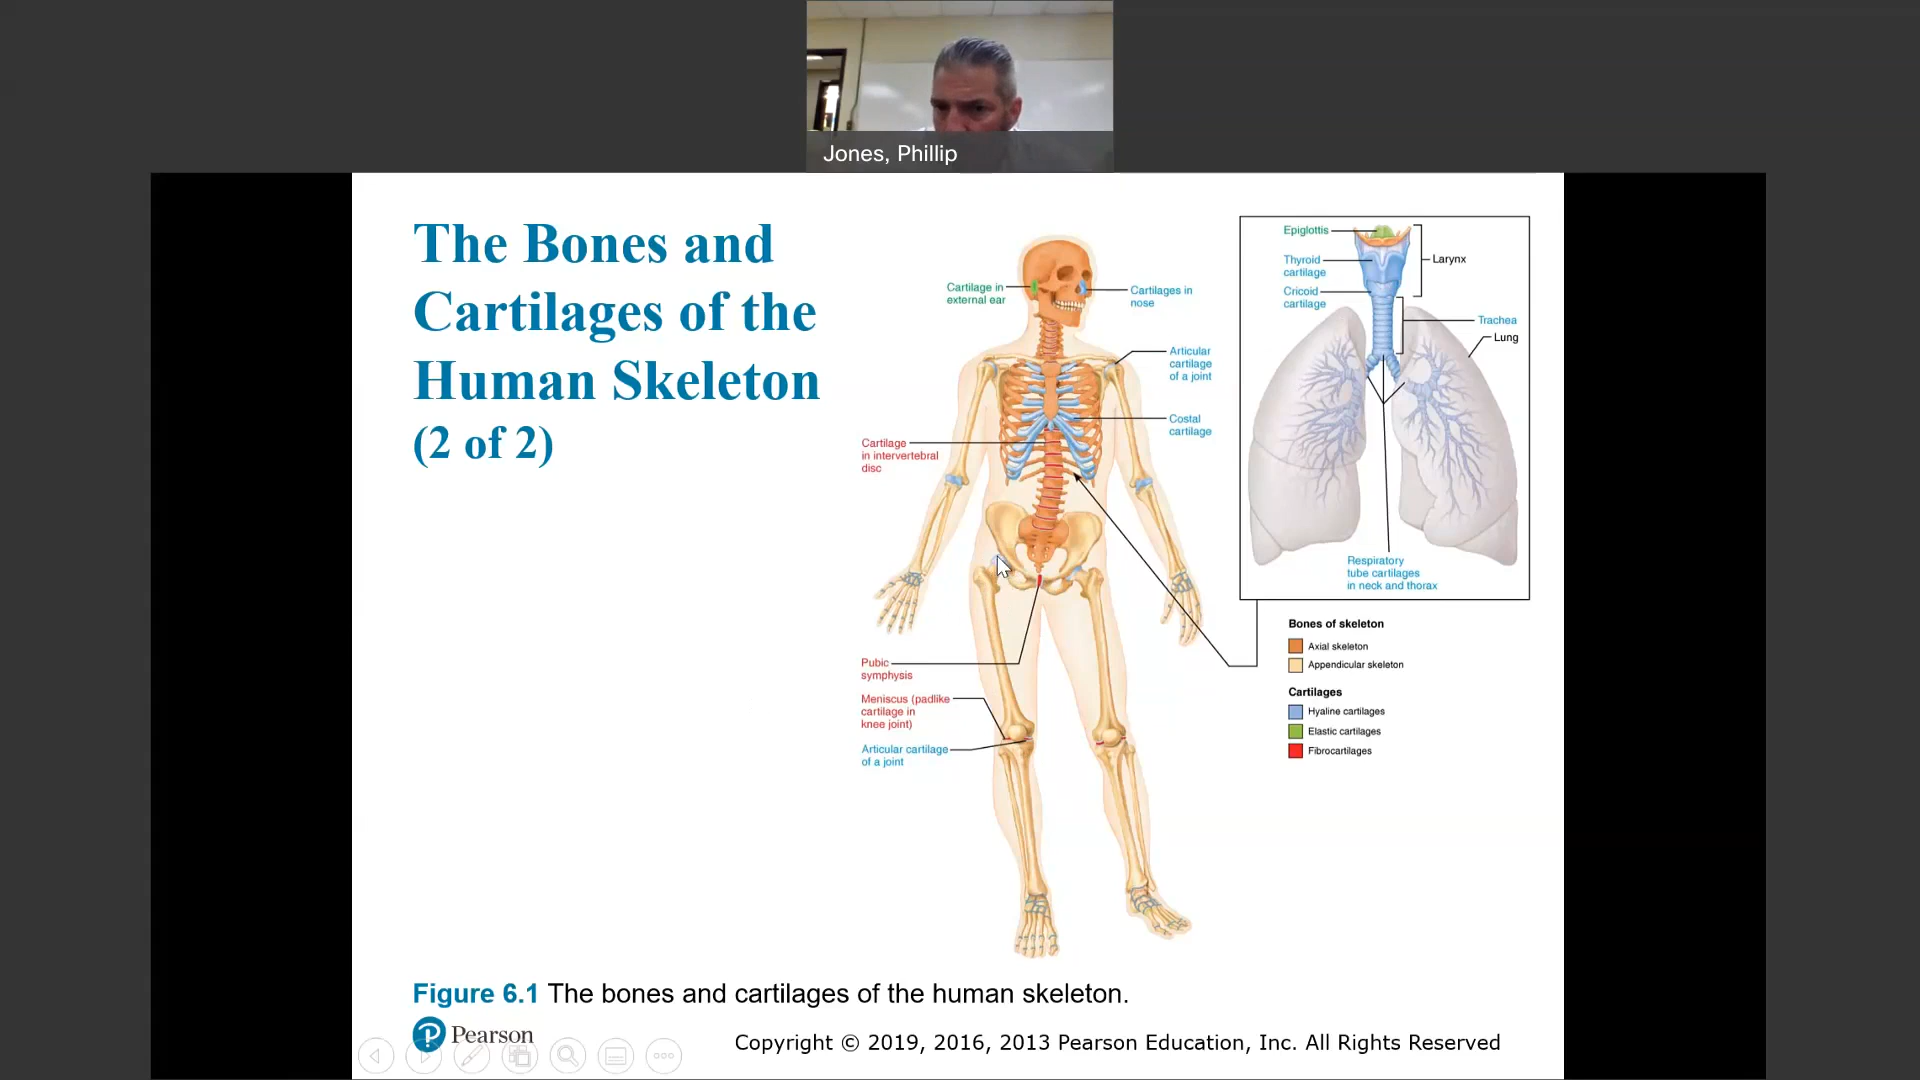 Jones, Phillip
The Bones and
Cartilages of the
Human Skeleton
(2 of 2)
Cartilage in
external ear
Cartilages in
nose
Articular
cartilage
of a joint
Costal
cartilage
Cartilage
in intervertebral
disc
Pubic
symphysis
Meniscus (padlike
cartilage in
knee joint)
Articular cartilage
of a joint
Epiglottis
Larynx
Thyroid
cartilage
Cricoid
cartilage
Trachea
Lung
Respiratory
tube cartilages
in neck and thorax
Bones of skeleton
Axial skeleton
Appendicular skeleton
Cartilages
Hyaline cartilages
Elastic cartilages
Fibrocartilages
Figure 6.1 The bones and cartilages of the human skeleton.
Pearson
Copyright © 2019, 2016, 2013 Pearson Education, Inc. All Rights Reserved